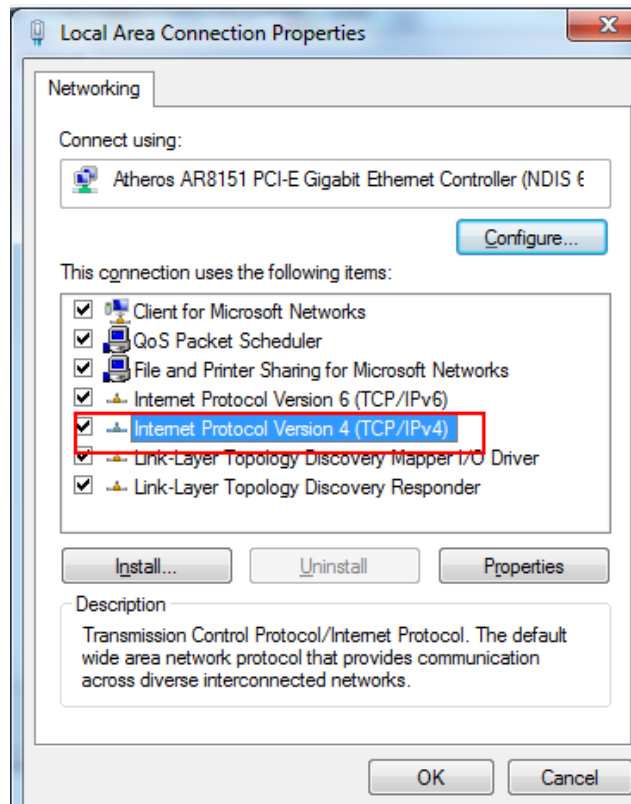 Local Area Connection Properties
Networking
Connect using:
Atheros AR8151 PCI-E Gigabit Ethernet Controller (NDIS 6
Configure...
This connection uses the following items:
Client for Microsoft Networks
QoS Packet Scheduler
File and Printer Sharing for Microsoft Networks
Internet Protocol Version 6 (TCP/IPv6)
Internet Protocol Version 4 (TCP/IPv4)
Link-Layer Topology Discovery Mapper I/O Driver
Link-Layer Topology Discovery Responder
Install... Uninstall Properties
Description
Transmission Control Protocol/Internet Protocol. The default
wide area network protocol that provides communication
across diverse interconnected networks.
OK Cancel